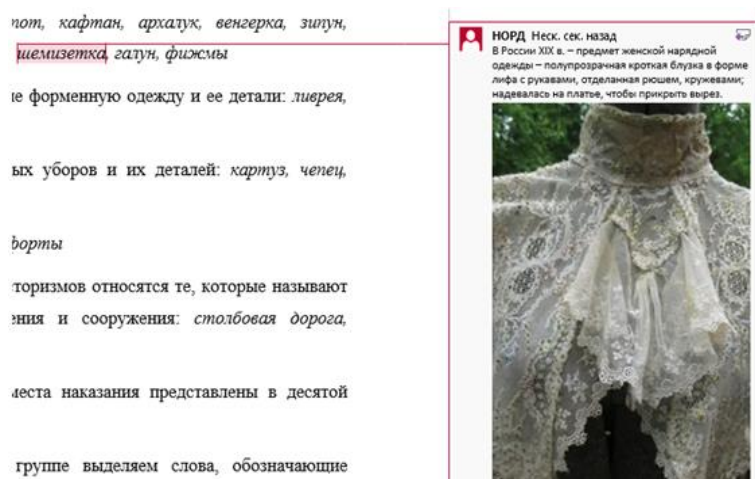 пот, кафтан, архалук, венгерка, зипун,
шемизетка, галун, фижмы
ие форменную одежду и ее детали: ливрея,
ых уборов и их деталей: картуз, чепец,
форты
торизмов относятся те, которые называют
ения и сооружения: столбовая дорога,
места наказания представлены в десятой
группе выделяем слова, обозначающие
НОРД Неск. сек. назад
В России XIX в. – предмет женской нарядной
одежды – полупрозрачная кроткая блузка в форме
лифа с рукавами, отделанная рюшем, кружевами;
надевалась на платье, чтобы прикрыть вырез.